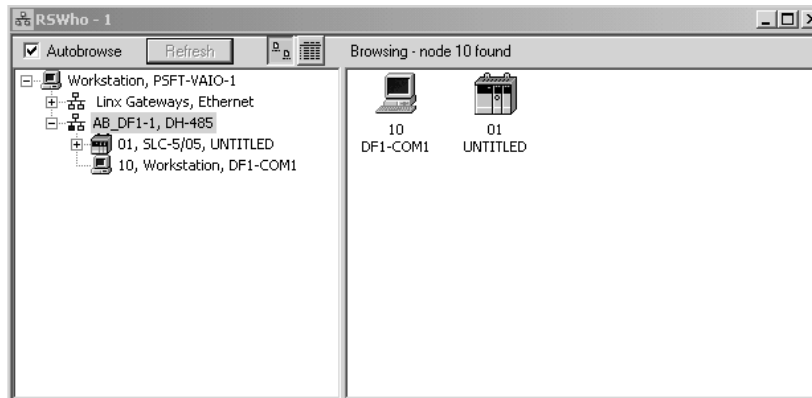 RSWho - 1
Autobrowse Refresh Browsing - node 10 found
Workstation, PSFT-VAIO-1
Linx Gateways, Ethernet
AB_DF1-1, DH-485
01, SLC-5/05, UNTITLED
10, Workstation, DF1-COM1
10 01
DF1-COM1 UNTITLED